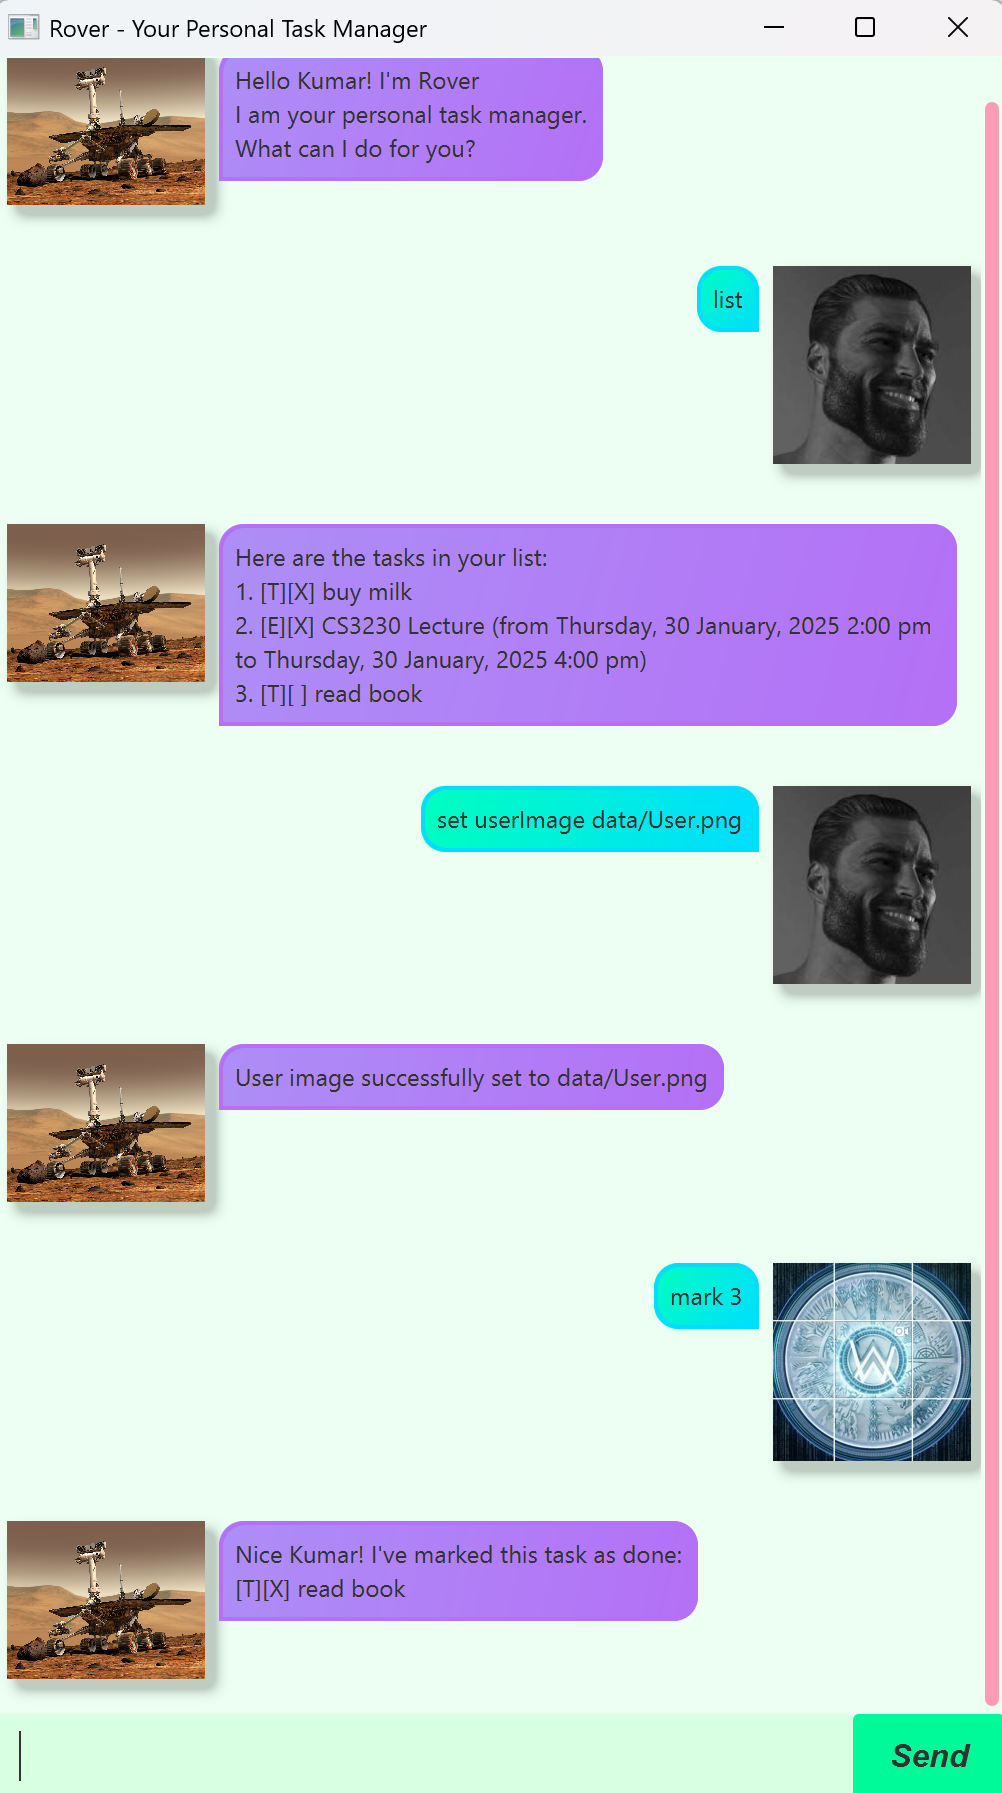 Rover - Your Personal Task Manager
Hello Kumar! I'm Rover
I am your personal task manager.
What can I do for you?
list
Here are the tasks in your list:
1. [T][X] buy milk
2. [E][X] CS3230 Lecture (from Thursday, 30 January, 2025 2:00 pm
to Thursday, 30 January, 2025 4:00 pm)
3. [T][ ] read book
set userImage data/User.png
User image successfully set to data/User.png
mark 3
Nice Kumar! I've marked this task as done:
[T][X] read book
Send